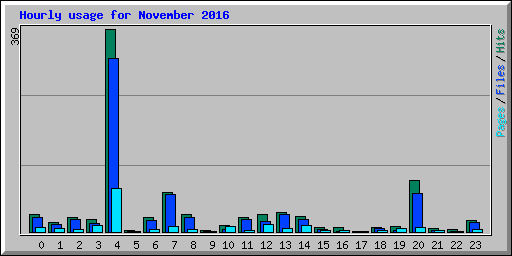 Hourly usage for November 2016
369
Pages / Files / Hits
0 1 2 3 4 5 6 7 8 9 10 11 12 13 14 15 16 17 18 19 20 21 22 23